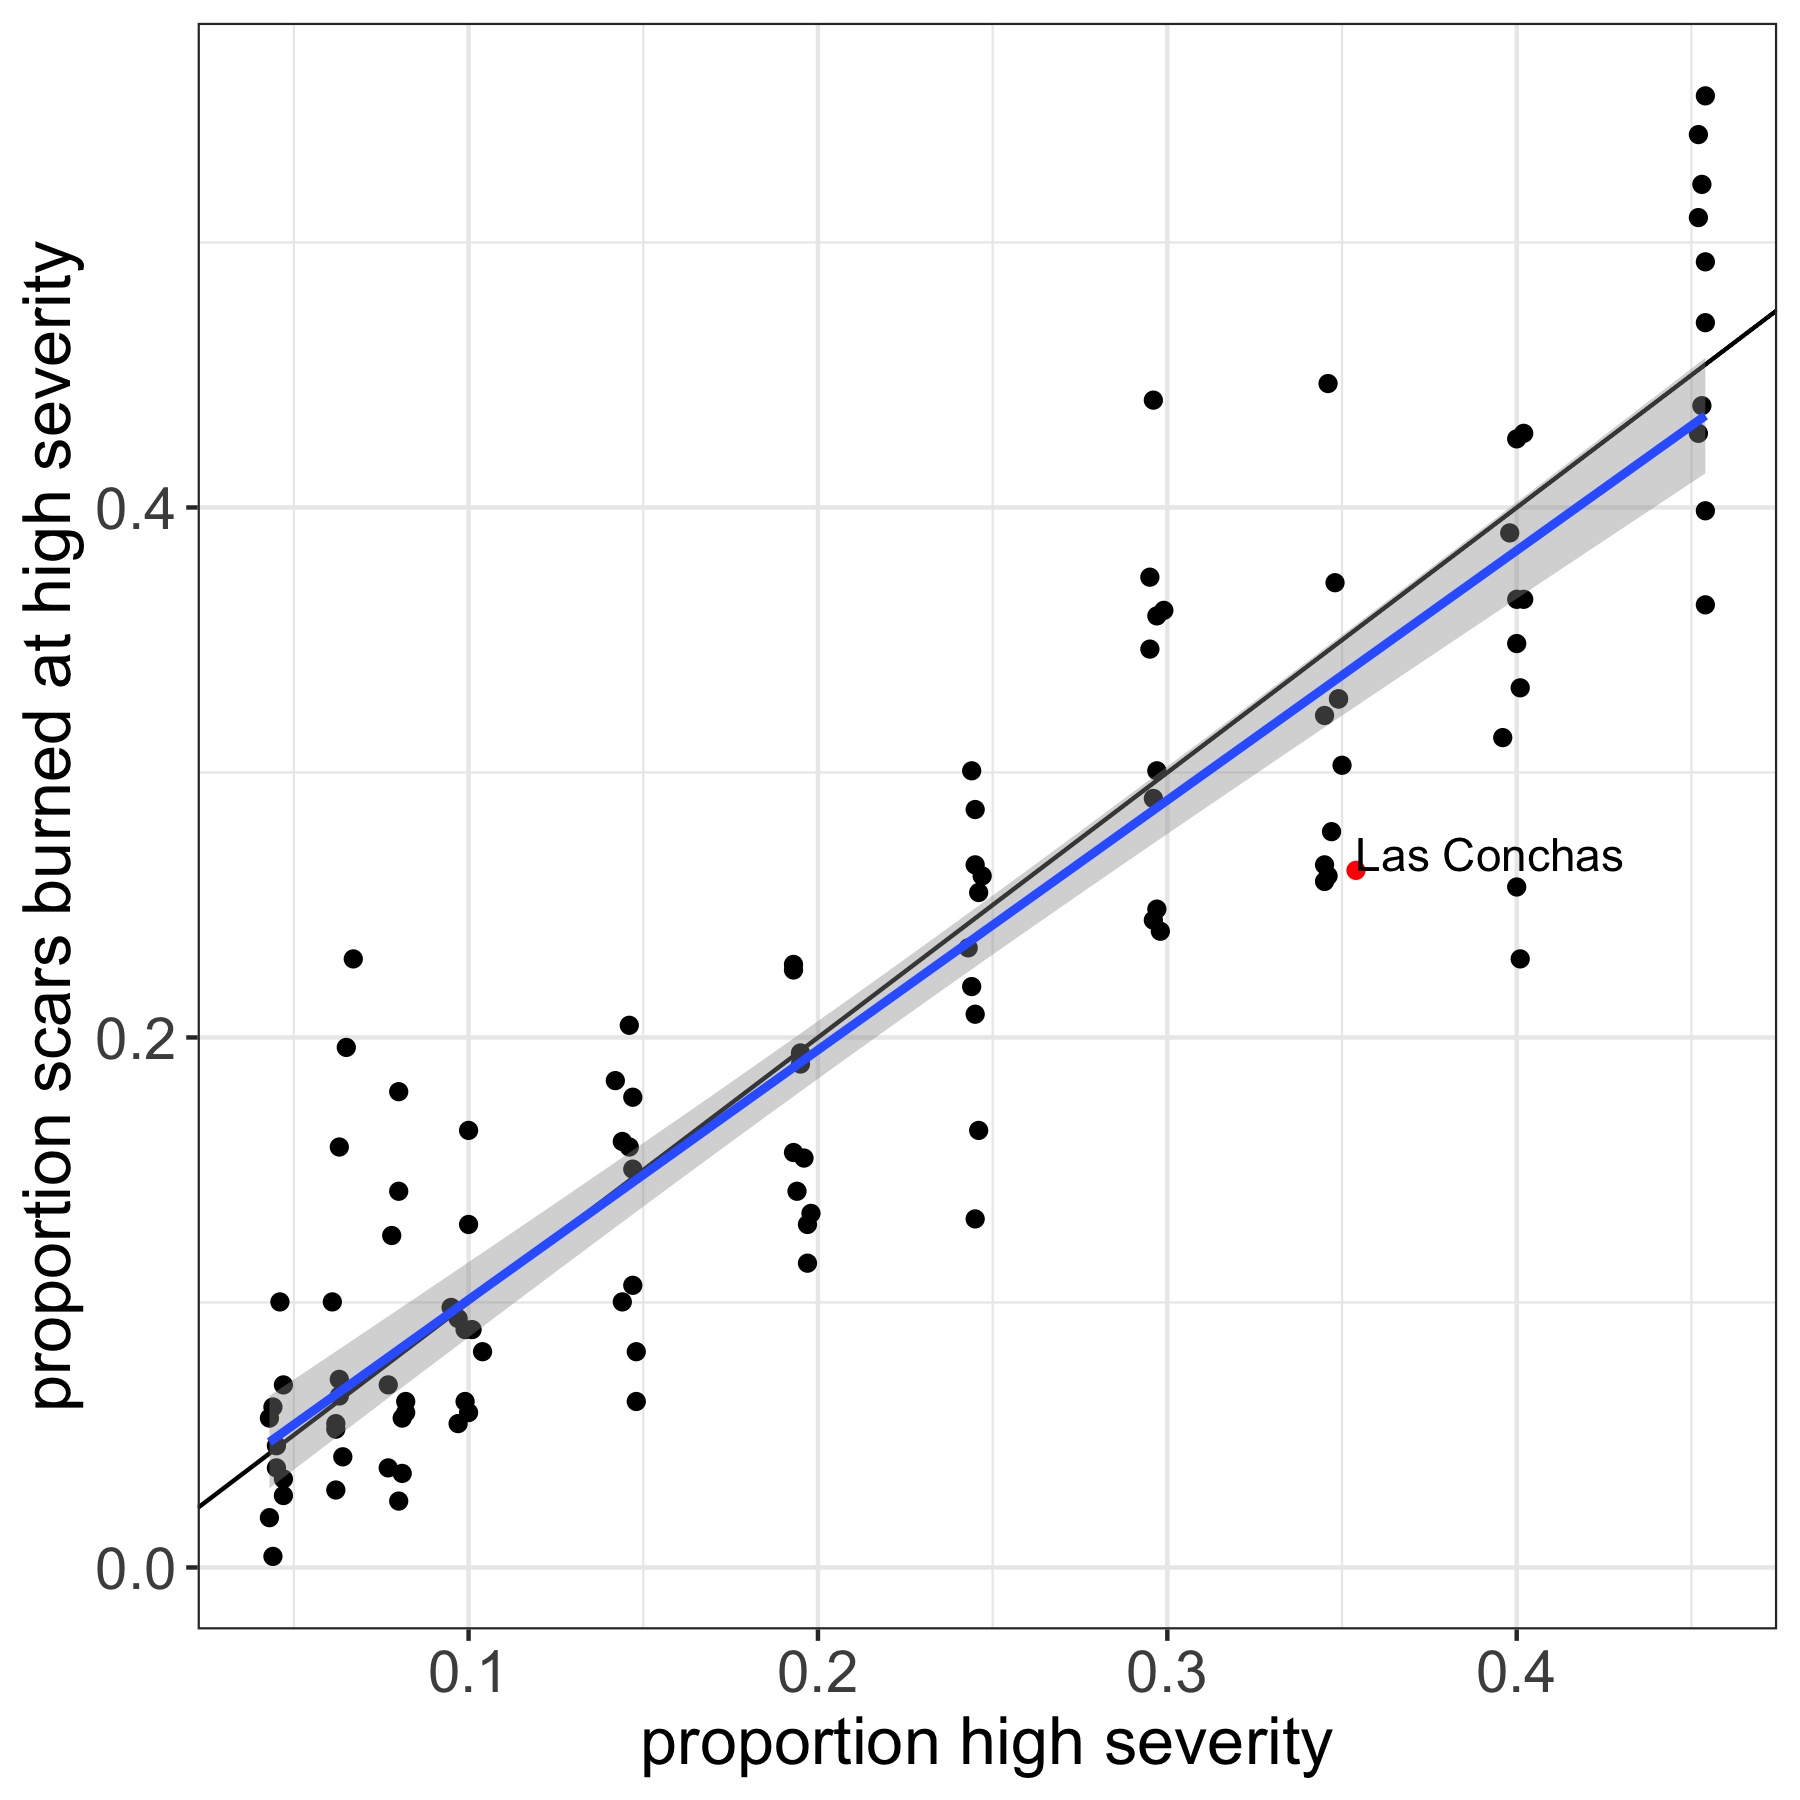 proportion scars burned at high severity
0.4
0.2
0.0
Las Conchas
0.1 0.2 0.3 0.4
proportion high severity